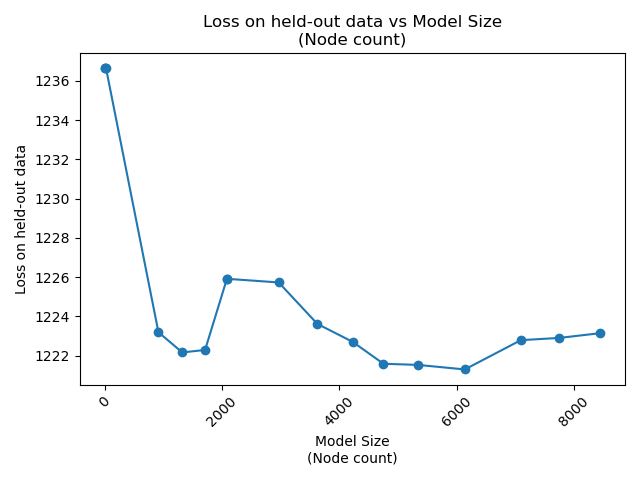 Loss on held-out data vs Model Size
(Node count)
Loss on held-out data
1236
1234
1232
1230
1228
1226
1224
1222
0
2000
4000
6000
8000
Model Size
(Node count)